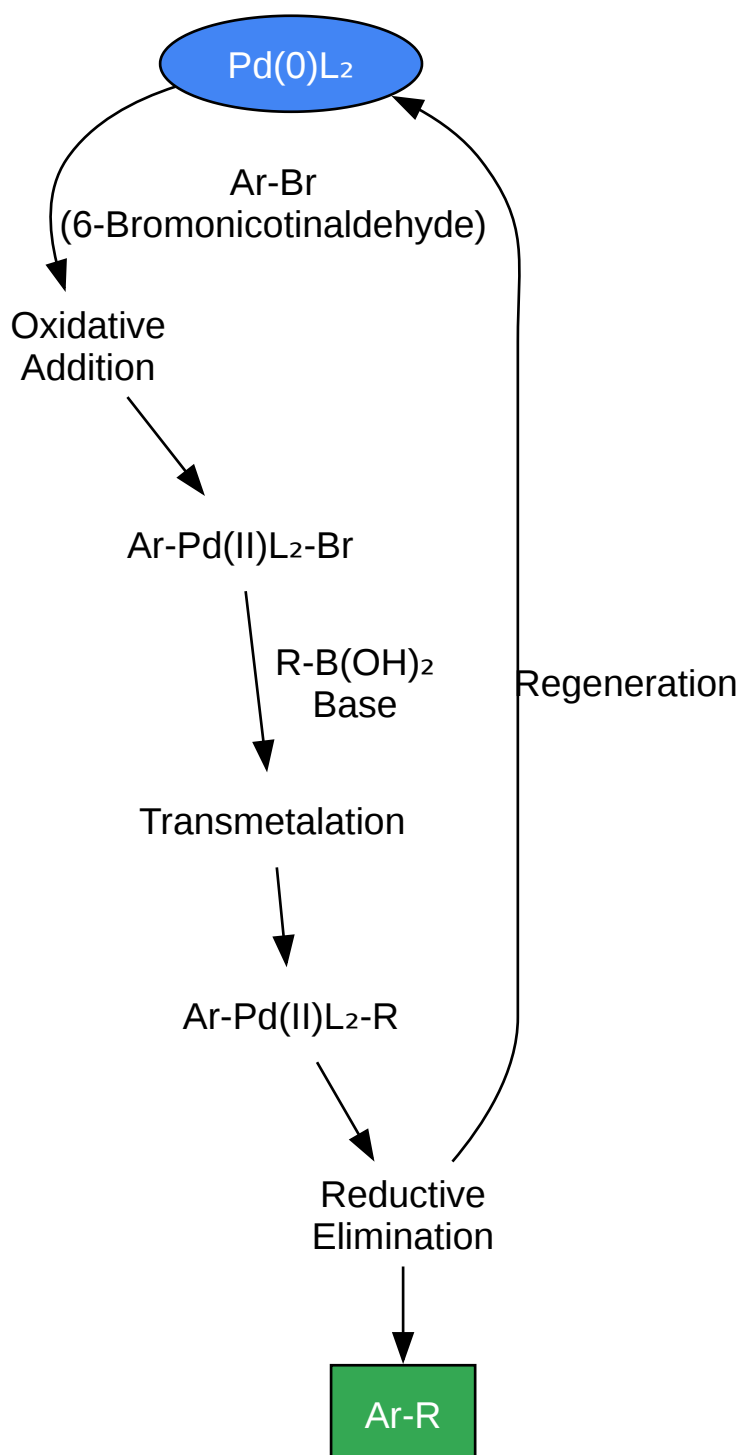 Pd(0)L₂
Ar-Br
(6-Bromonicotinaldehyde)
Oxidative
Addition
Ar-Pd(II)L₂-Br
R-B(OH)₂
Base
Regeneration
Transmetalation
Ar-Pd(II)L₂-R
Reductive
Elimination
Ar-R